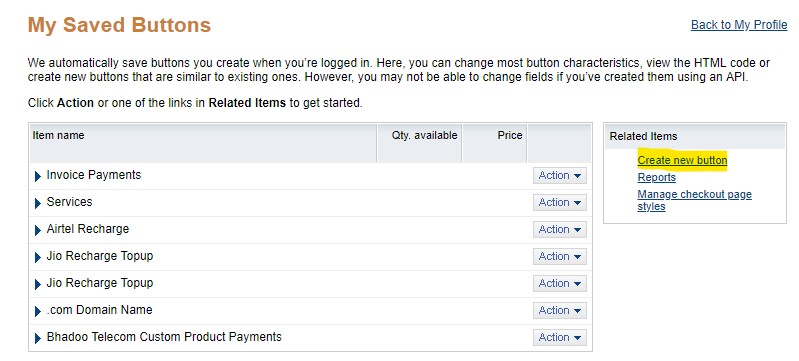 My Saved Buttons
Back to My Profile
We automatically save buttons you create when you're logged in. Here, you can change most button characteristics, view the HTML code or
create new buttons that are similar to existing ones. However, you may not be able to change fields if you've created them using an API.
Click Action or one of the links in Related Items to get started.
Item name Qty. available Price
Invoice Payments Action
Services Action
Airtel Recharge Action
Jio Recharge Topup Action
Jio Recharge Topup Action
.com Domain Name Action
Bhadoo Telecom Custom Product Payments Action
Related Items
Create new button
Reports
Manage checkout page
styles